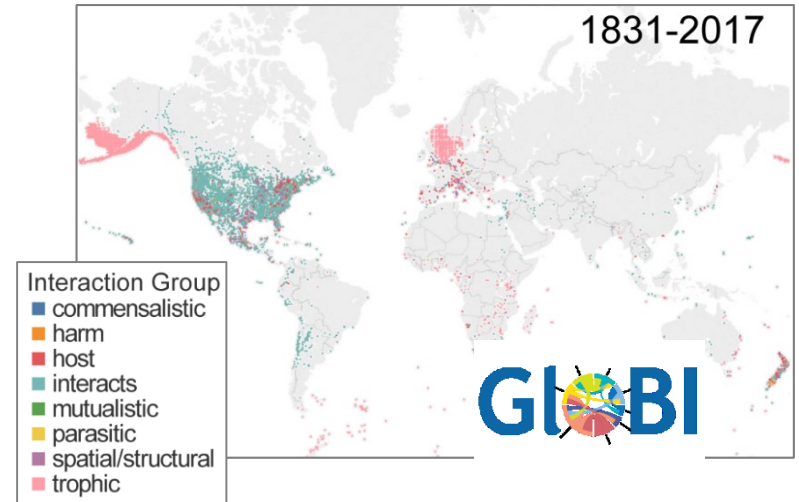 1831-2017
Interaction Group
commensalistic
harm
host
interacts
mutualistic
parasitic
spatial/structural
trophic
GloBI